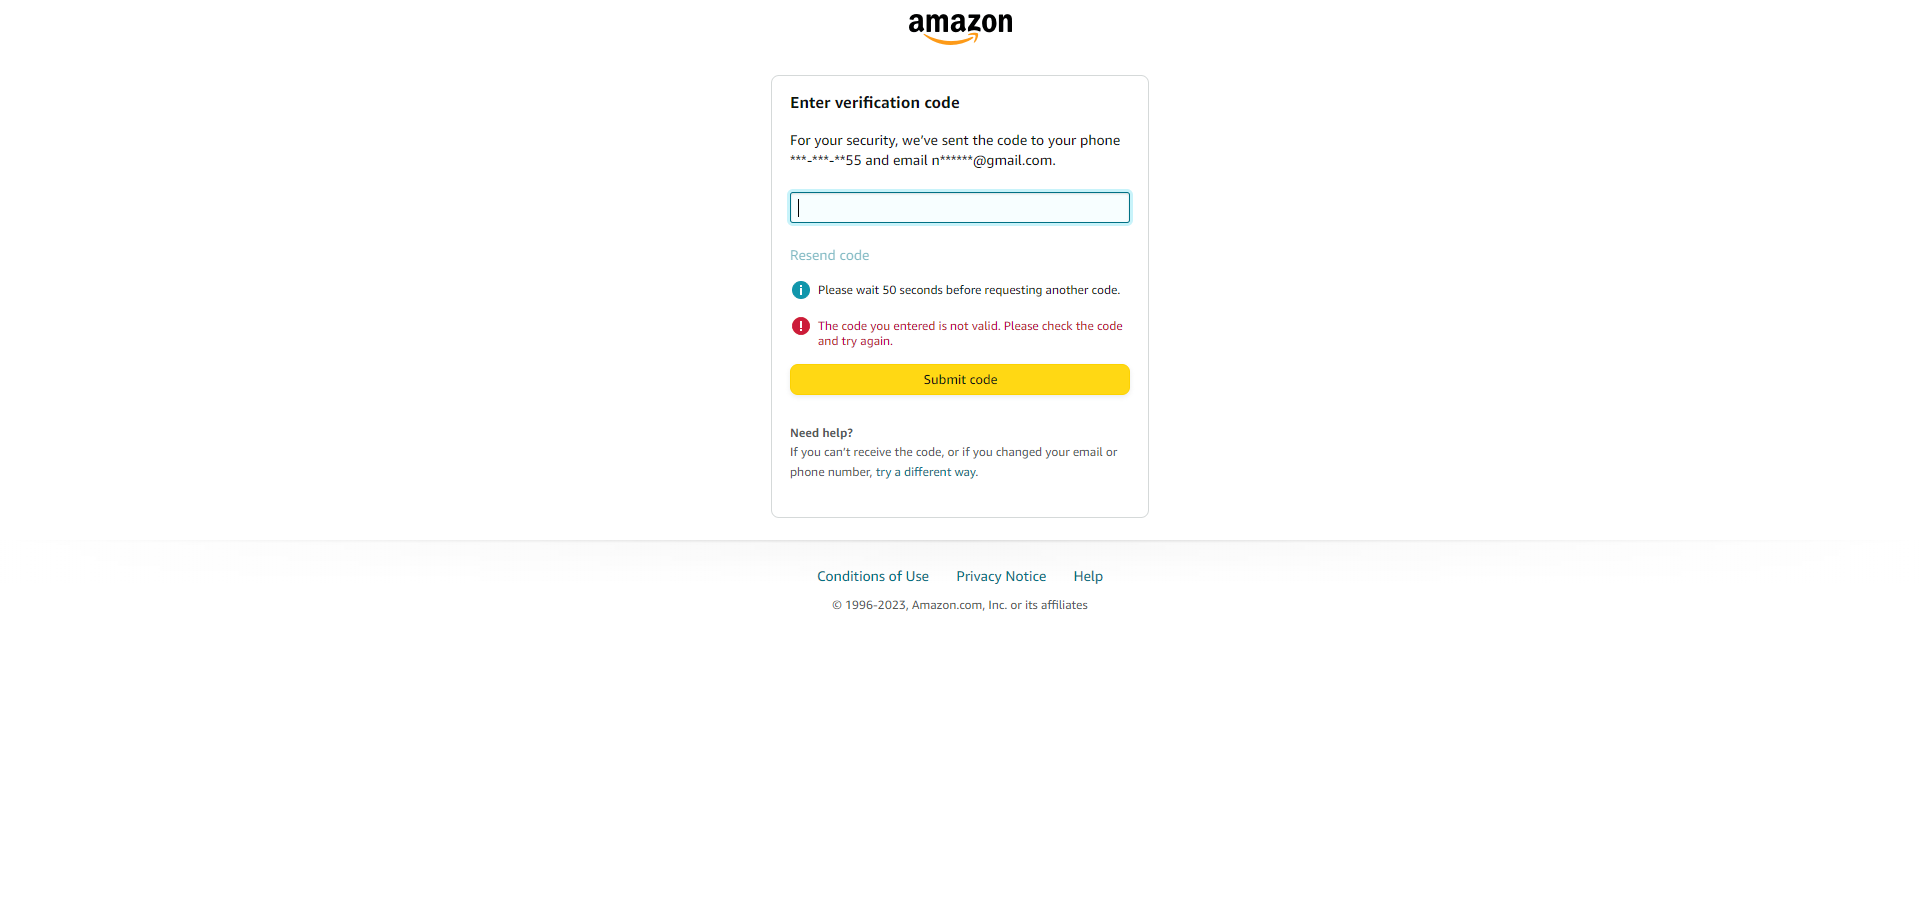 amazon
Enter verification code
For your security, we’ve sent the code to your phone
***-***-**55 and email n******@gmail.com.
Resend code
Please wait 50 seconds before requesting another code.
The code you entered is not valid. Please check the code
and try again.
Submit code
Need help?
If you can’t receive the code, or if you changed your email or
phone number, try a different way.
Conditions of Use Privacy Notice Help
© 1996-2023, Amazon.com, Inc. or its affiliates